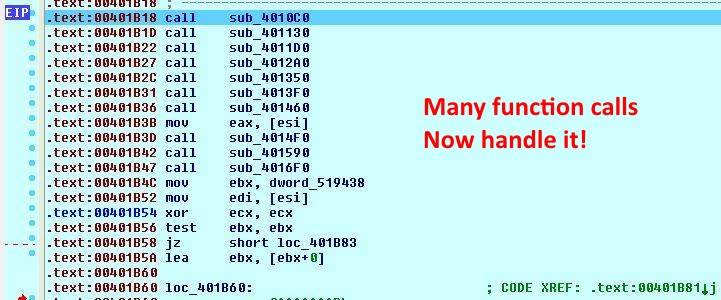 .text:00401B18 ; 
EIP .text:00401B18 call sub_4010C0
.text:00401B1D call sub_401130
.text:00401B22 call sub_4011D0
.text:00401B27 call sub_4012A0
.text:00401B2C call sub_401350
.text:00401B31 call sub_4013F0
.text:00401B36 call sub_401460
.text:00401B3B mov eax, [esi]
.text:00401B3D call sub_4014F0
.text:00401B42 call sub_401590
.text:00401B47 call sub_4016F0
.text:00401B4C mov ebx, dword_519438
.text:00401B52 mov edi, [esi]
.text:00401B54 xor ecx, ecx
.text:00401B56 test ebx, ebx
.text:00401B58 jz short loc_401B83
.text:00401B5A lea ebx, [ebx+0]
.text:00401B60
.text:00401B60 loc_401B60: ; CODE XREF: .text:00401B81↓j
Many function calls
Now handle it!